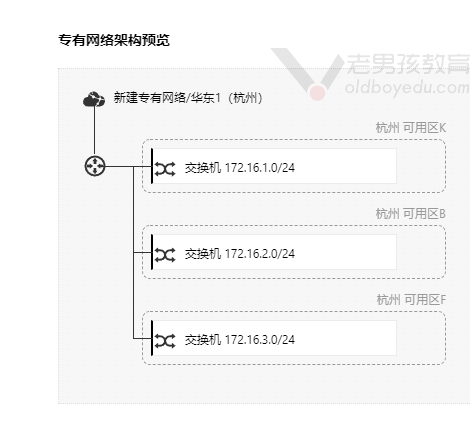 专有网络架构预览
老男孩教育
oldboyedu.com
新建专有网络/华东1（杭州）
杭州 可用区K
交换机 172.16.1.0/24
杭州 可用区B
交换机 172.16.2.0/24
杭州 可用区F
交换机 172.16.3.0/24